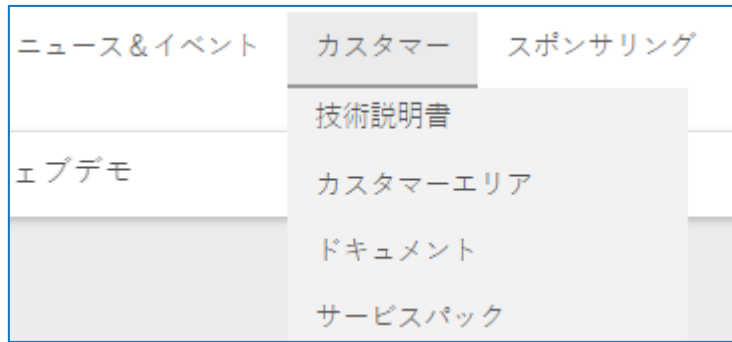 ニュース&イベント カスタマー スポンサリング
技術説明書
ェブデモ
カスタマーエリア
ドキュメント
サービスパック